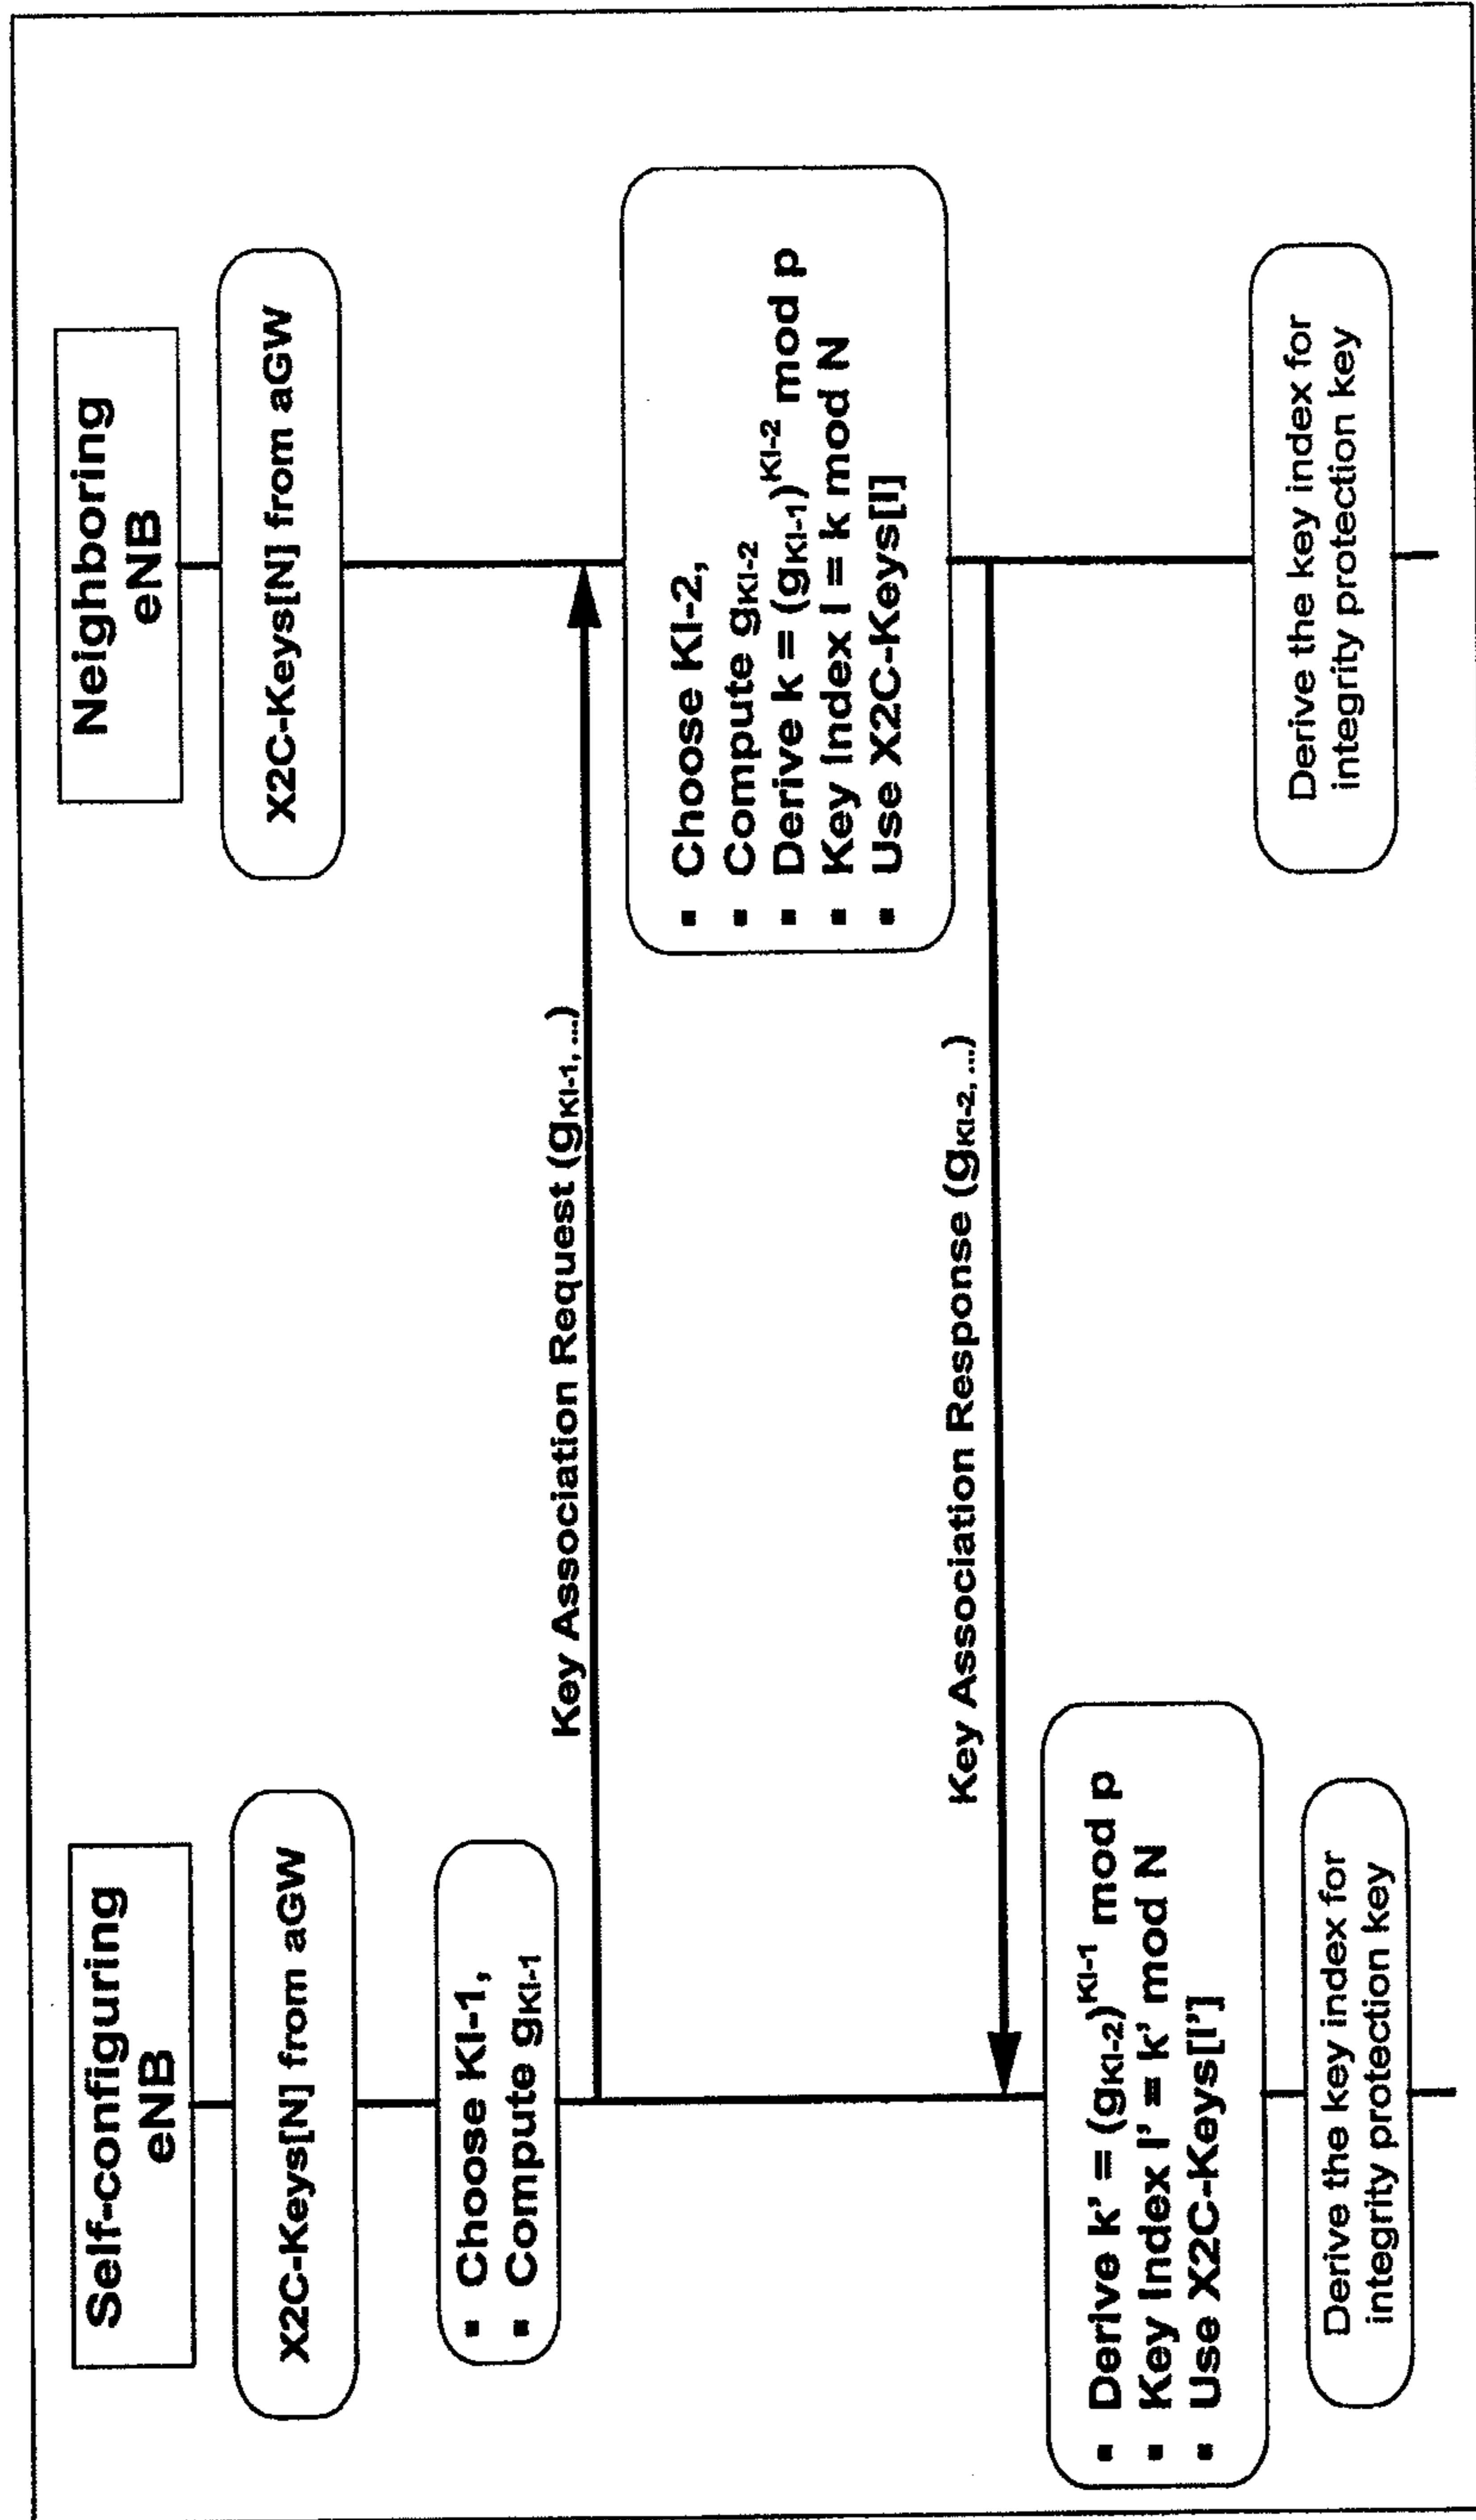 Self-configuring
eNB
Neighboring
eNB
X2C-Keys[N] from aGW
X2C-Keys[N] from aGW
▪ Choose KI-1,
▪ Compute gKI-1
Key Association Request (gKI-1, ...)
▪ Choose KI-2,
▪ Compute gKI-2
▪ Derive k = (gKI-1)^KI-2 mod p
▪ Key Index I = k mod N
▪ Use X2C-Keys[I]
Key Association Response (gKI-2, ...)
▪ Derive k' = (gKI-2)^KI-1 mod p
▪ Key Index I' = k' mod N
▪ Use X2C-Keys[I']
Derive the key index for
integrity protection key
Derive the key index for
integrity protection key